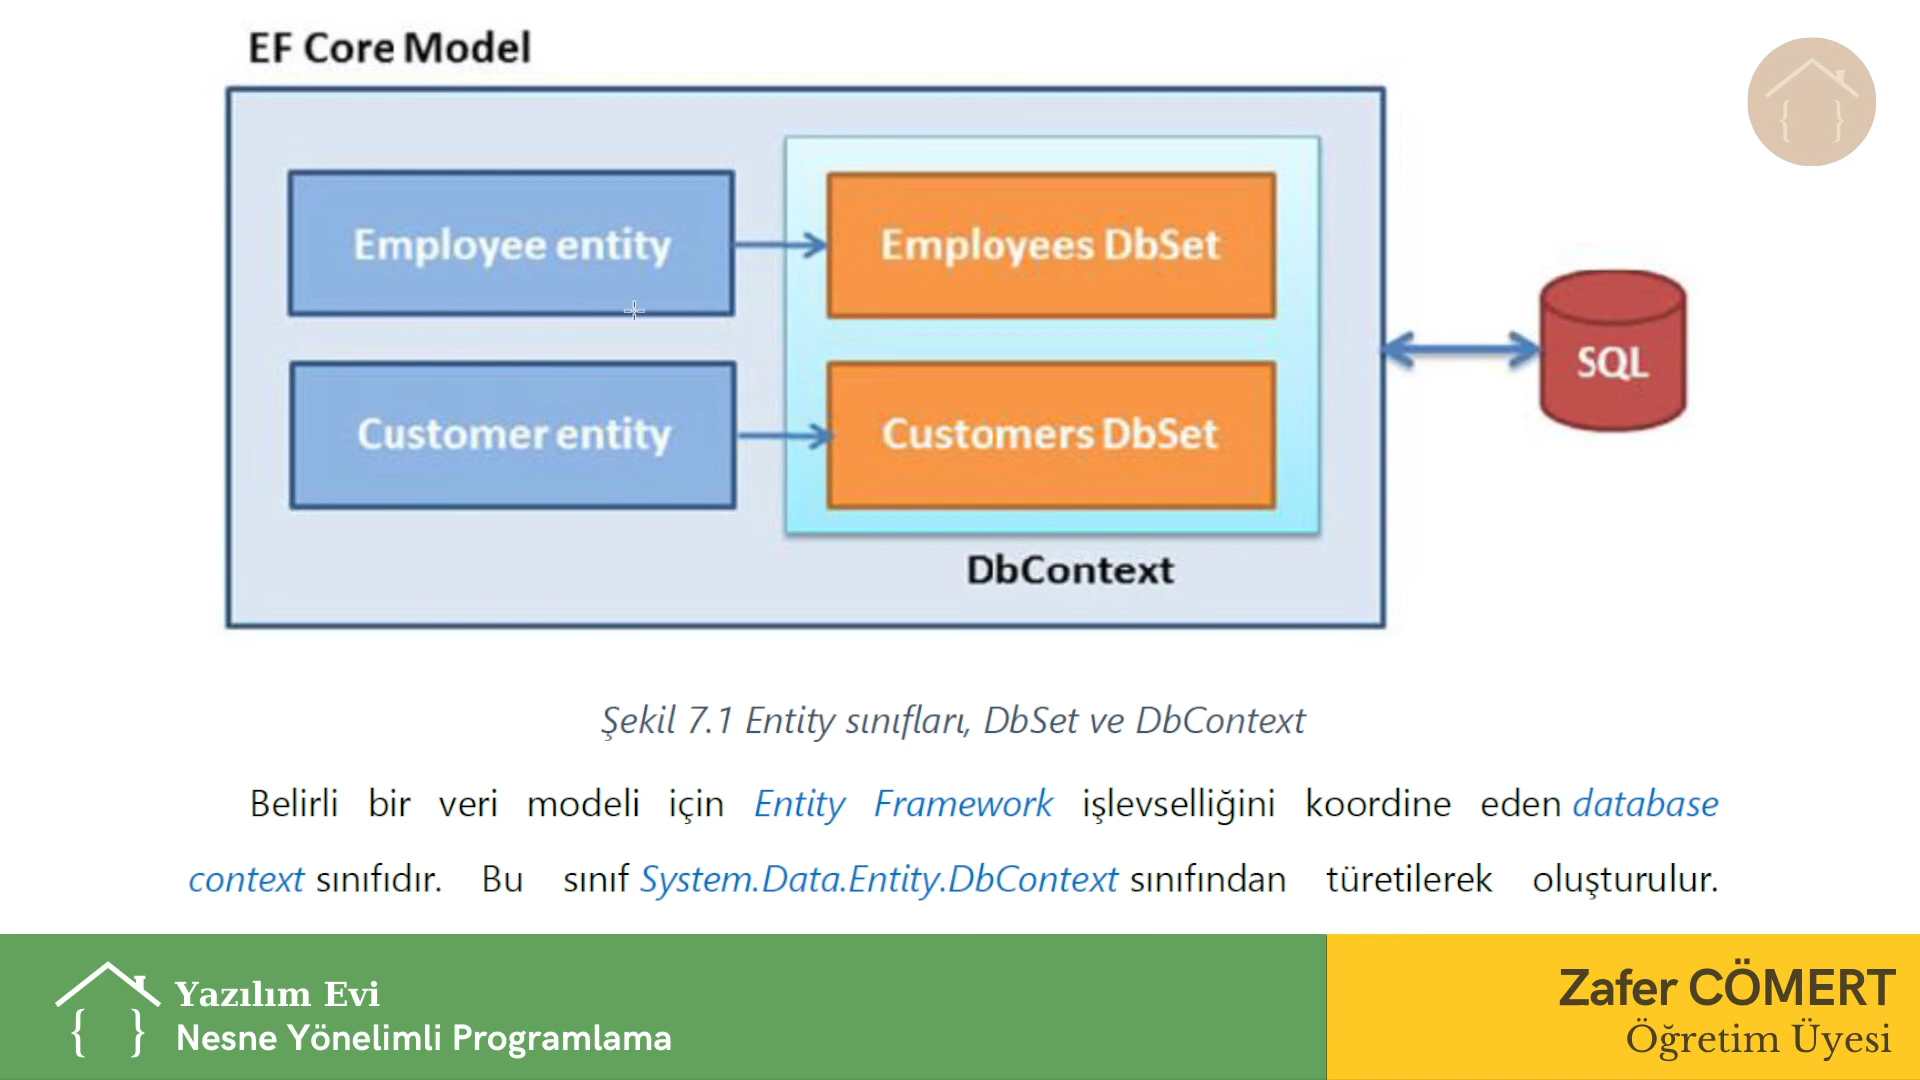 EF Core Model
Employee entity
Employees DbSet
Customer entity
Customers DbSet
DbContext
SQL
Şekil 7.1 Entity sınıfları, DbSet ve DbContext
Belirli bir veri modeli için Entity Framework işlevselliğini koordine eden database
context sınıfıdır. Bu sınıf System.Data.Entity.DbContext sınıfından türetilerek oluşturulur.
{ }
Yazılım Evi
Nesne Yönelimli Programlama
{ }
Zafer CÖMERT
Öğretim Üyesi